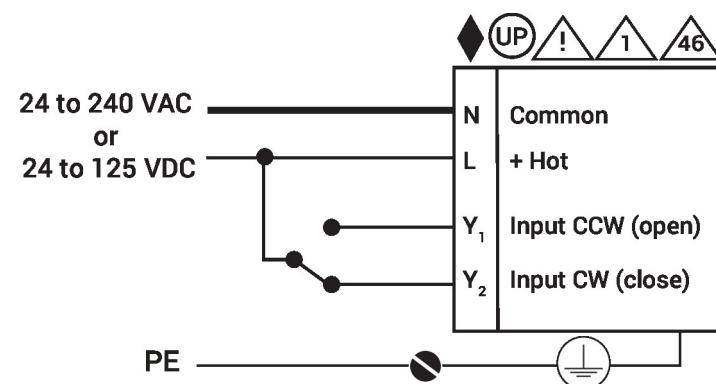 UP ! 1 46
24 to 240 VAC
or
24 to 125 VDC
N Common
L + Hot
Y1 Input CCW (open)
Y2 Input CW (close)
PE